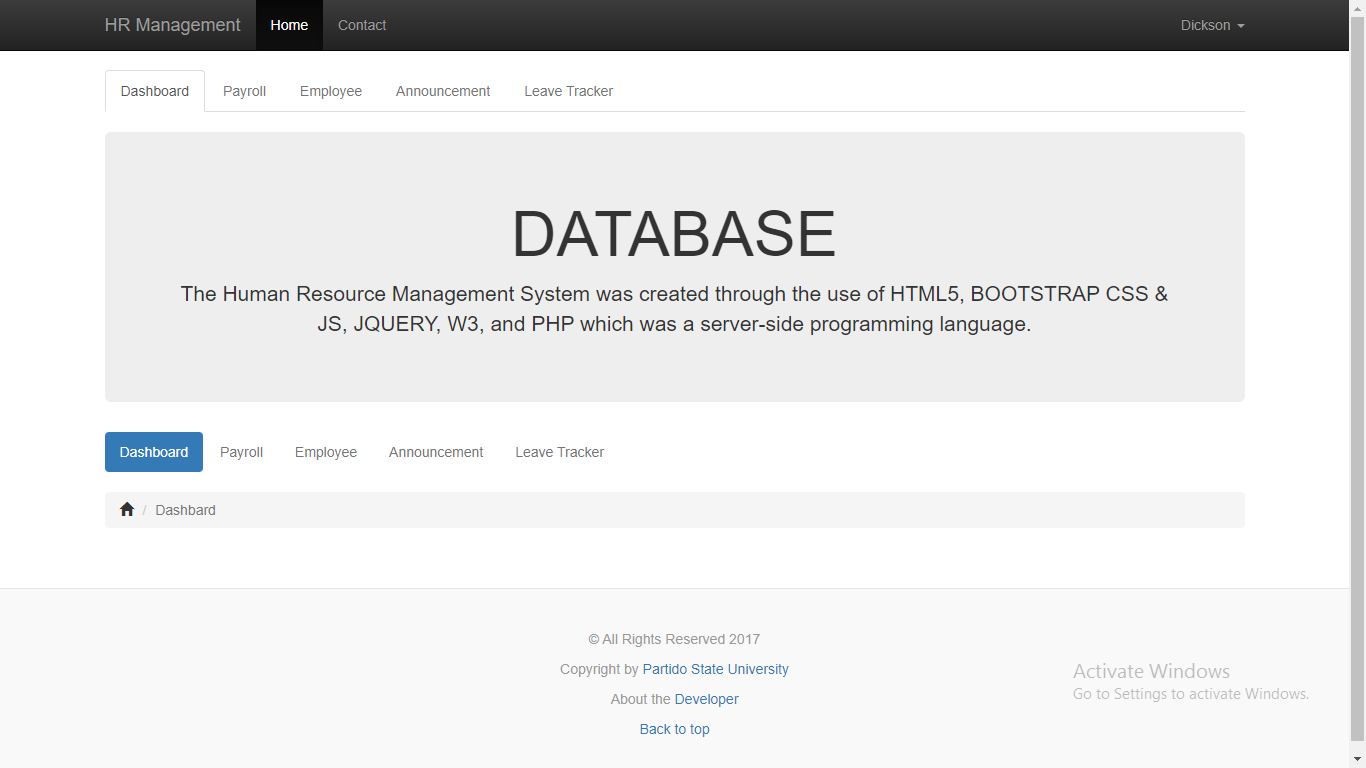 HR Management Home Contact Dickson
Dashboard Payroll Employee Announcement Leave Tracker
DATABASE
The Human Resource Management System was created through the use of HTML5, BOOTSTRAP CSS &
JS, JQUERY, W3, and PHP which was a server-side programming language.
Dashboard Payroll Employee Announcement Leave Tracker
/ Dashbard
© All Rights Reserved 2017
Copyright by Partido State University
About the Developer
Back to top
Activate Windows
Go to Settings to activate Windows.